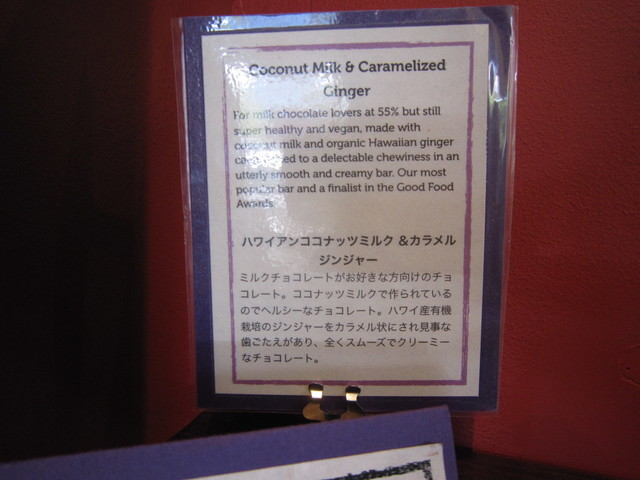 Coconut Milk & Caramelized
Ginger
For milk chocolate lovers at 55% but still
super healthy and vegan, made with
coconut milk and organic Hawaiian ginger
caramelized to a delectable chewiness in an
utterly smooth and creamy bar. Our most
popular bar and a finalist in the Good Food
Awards.
ハワイアンココナッツミルク &カラメル
ジンジャー
ミルクチョコレートがお好きな方向けのチョ
コレート。ココナッツミルクで作られている
のでヘルシーなチョコレート。ハワイ産有機
栽培のジンジャーをカラメル状にされ見事な
歯ごたえがあり、全くスムーズでクリーミー
なチョコレート。